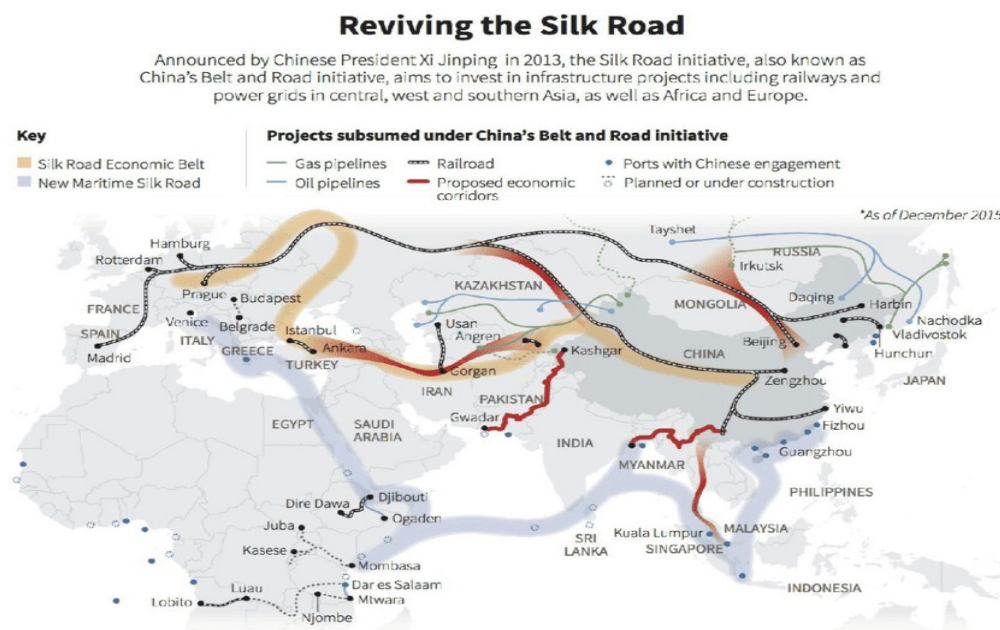 Reviving the Silk Road
Announced by Chinese President Xi Jinping in 2013, the Silk Road initiative, also known as
China's Belt and Road initiative, aims to invest in infrastructure projects including railways and
power grids in central, west and southern Asia, as well as Africa and Europe.
Key
Silk Road Economic Belt
New Maritime Silk Road
Projects subsumed under China's Belt and Road initiative
Gas pipelines
Oil pipelines
Railroad
Proposed economic
corridors
Ports with Chinese engagement
Planned or under construction
*As of December 2015
Tayshet
Hamburg
Rotterdam
RUSSIA
Irkutsk
KAZAKHSTAN
Prague
Budapest
MONGOLIA
Daqing
Harbin
FRANCE
Venice
Belgrade
Istanbul
Usan
Nachodka
SPAIN
ITALY
Angren
Vladivostok
Madrid
GREECE
Ankara
Kashgar
CHINA
Beijing
Hunchun
TURKEY
Gorgan
Zengzhou
JAPAN
IRAN
PAKISTAN
Gwadar
Yiwu
EGYPT
SAUDI
ARABIA
INDIA
Fizhou
MYANMAR
Guangzhou
Dire Dawa
Djibouti
PHILIPPINES
Ogaden
Juba
Kuala Lumpur
MALAYSIA
SRI
LANKA
SINGAPORE
Kasese
Mombasa
Luau
Dar es Salaam
INDONESIA
Lobito
Mtwara
Njombe